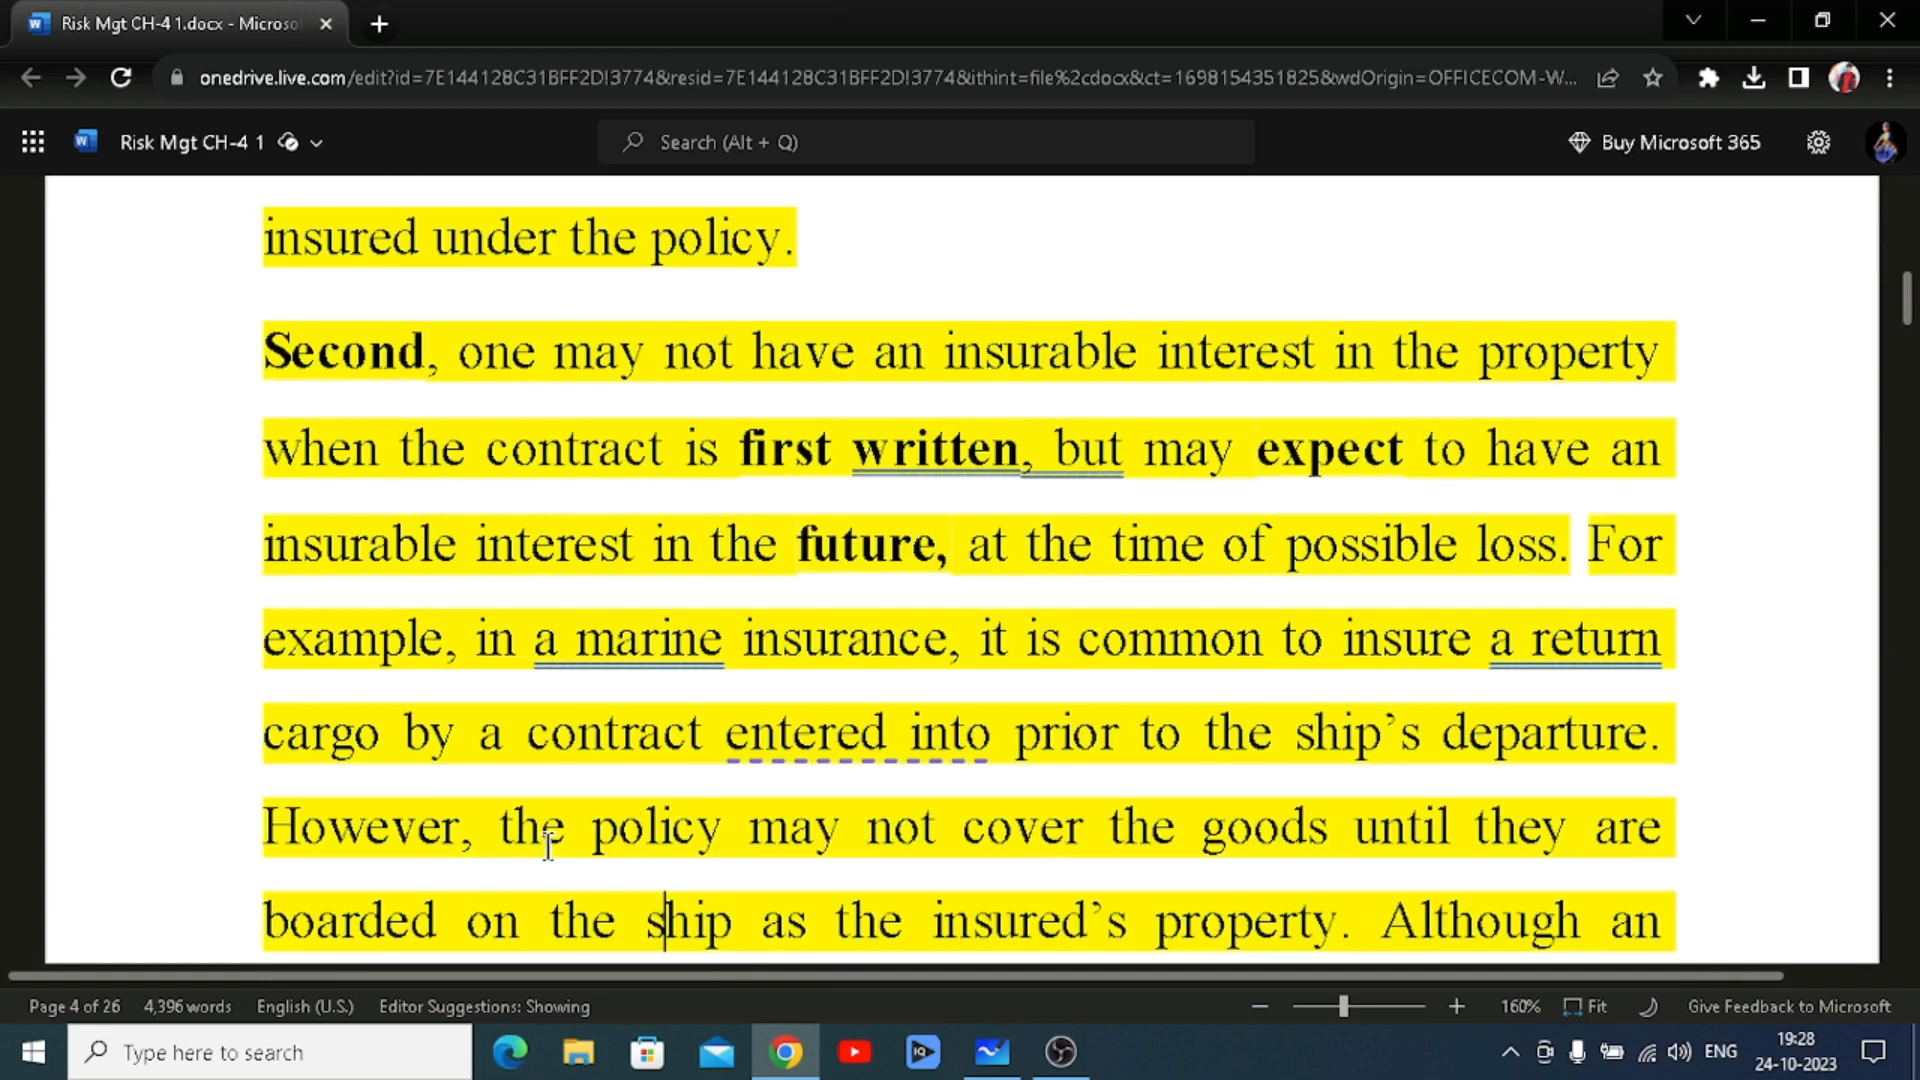 Risk Mgt CH-4 1.docx - Microso
onedrive.live.com/edit?id=7E144128C31BFF2D!3774&resid=7E144128C31BFF2D!3774&ithint=file%2cdocx&ct=1698154351825&wdOrigin=OFFICECOM-W...
Risk Mgt CH-4 1
Search (Alt + Q)
Buy Microsoft 365
insured under the policy.
Second, one may not have an insurable interest in the property
when the contract is first written, but may expect to have an
insurable interest in the future, at the time of possible loss. For
example, in a marine insurance, it is common to insure a return
cargo by a contract entered into prior to the ship's departure.
However, the policy may not cover the goods until they are
boarded on the ship as the insured's property. Although an
Page 4 of 26 4,396 words English (U.S.) Editor Suggestions: Showing
160% Fit Give Feedback to Microsoft
Type here to search
ENG
19:28
24-10-2023